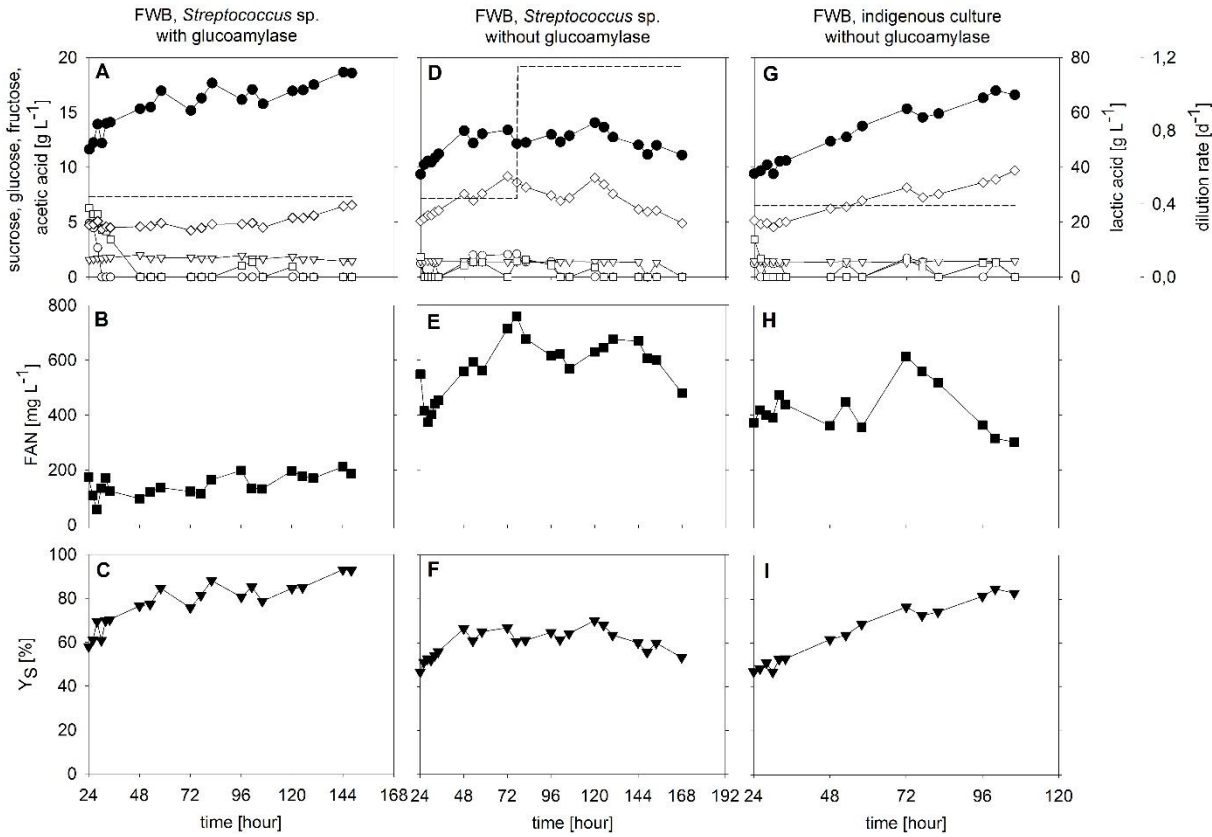 FWB, Streptococcus sp.
with glucoamylase
FWB, Streptococcus sp.
without glucoamylase
FWB, indigenous culture
without glucoamylase
sucrose, glucose, fructose,
acetic acid [g L⁻¹]
20
15
10
5
0
A
D
G
80
60
40
20
0
lactic acid [g L⁻¹]
1,2
0,8
0,4
0,0
dilution rate [d⁻¹]
FAN [mg L⁻¹]
800
600
400
200
0
B
E
H
Yₛ [%]
100
80
60
40
20
0
C
F
I
24 48 72 96 120 144 168
24 48 72 96 120 144 168 192
24 48 72 96 120
time [hour]
time [hour]
time [hour]